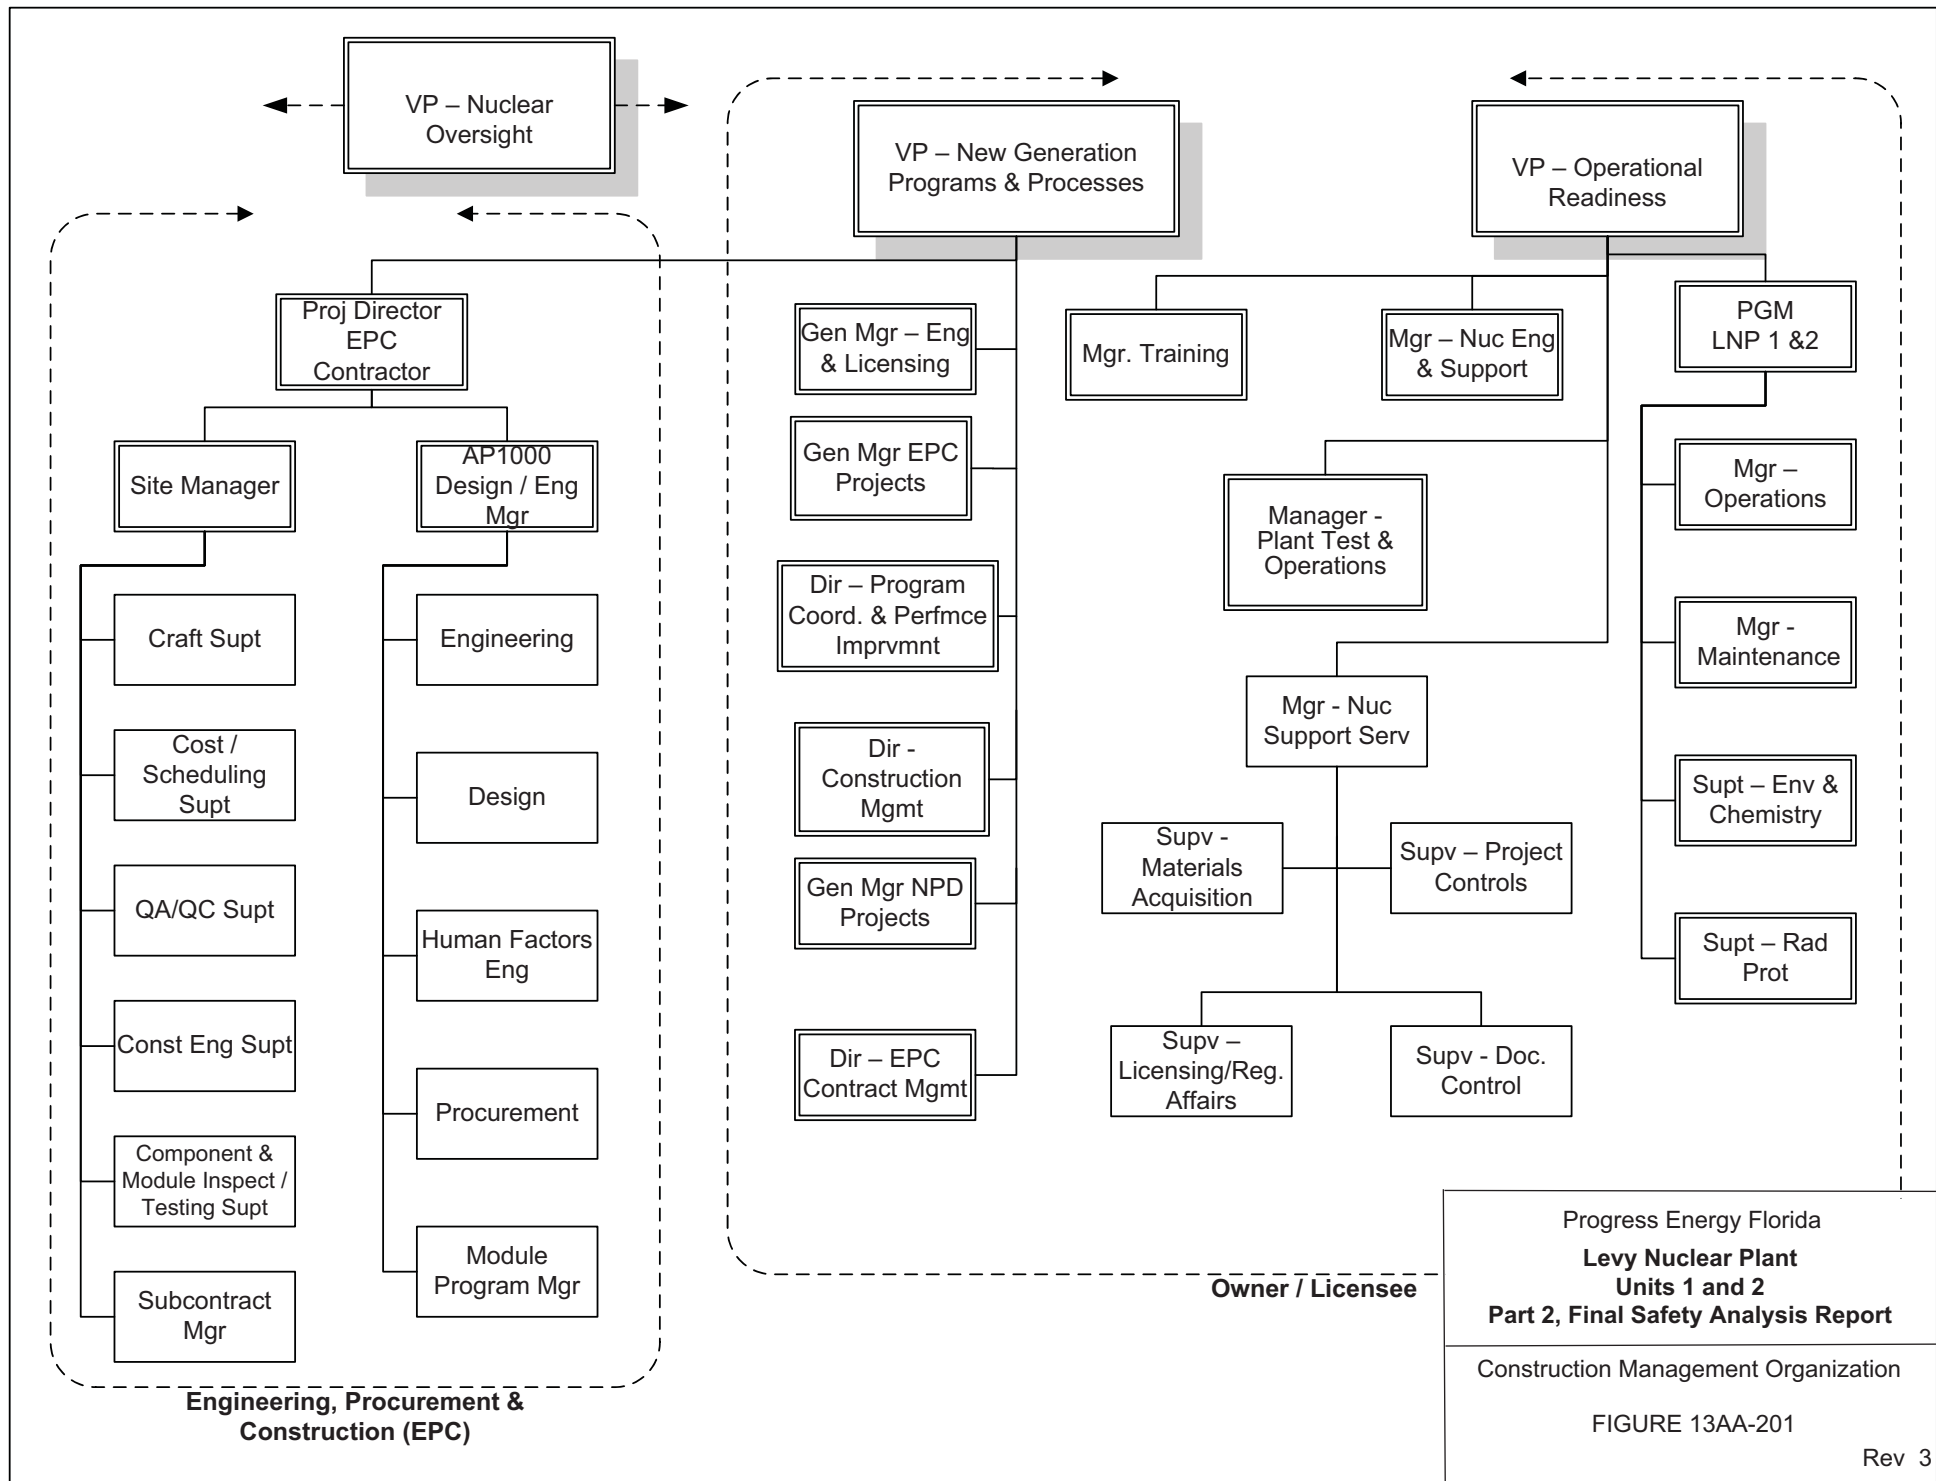 VP – Nuclear
Oversight
VP – New Generation
Programs & Processes
VP – Operational
Readiness
Proj Director
EPC
Contractor
Site Manager
AP1000
Design / Eng
Mgr
Craft Supt
Cost /
Scheduling
Supt
QA/QC Supt
Const Eng Supt
Component &
Module Inspect /
Testing Supt
Subcontract
Mgr
Engineering
Design
Human Factors
Eng
Procurement
Module
Program Mgr
Engineering, Procurement &
Construction (EPC)
Gen Mgr – Eng
& Licensing
Gen Mgr EPC
Projects
Dir – Program
Coord. & Perfmce
Imprvmnt
Dir -
Construction
Mgmt
Gen Mgr NPD
Projects
Dir – EPC
Contract Mgmt
Mgr. Training
Mgr – Nuc Eng
& Support
Manager -
Plant Test &
Operations
Mgr - Nuc
Support Serv
Supv -
Materials
Acquisition
Supv – Project
Controls
Supv –
Licensing/Reg.
Affairs
Supv - Doc.
Control
PGM
LNP 1 &2
Mgr –
Operations
Mgr -
Maintenance
Supt – Env &
Chemistry
Supt – Rad
Prot
Owner / Licensee
Progress Energy Florida
Levy Nuclear Plant
Units 1 and 2
Part 2, Final Safety Analysis Report
Construction Management Organization
FIGURE 13AA-201
Rev 3